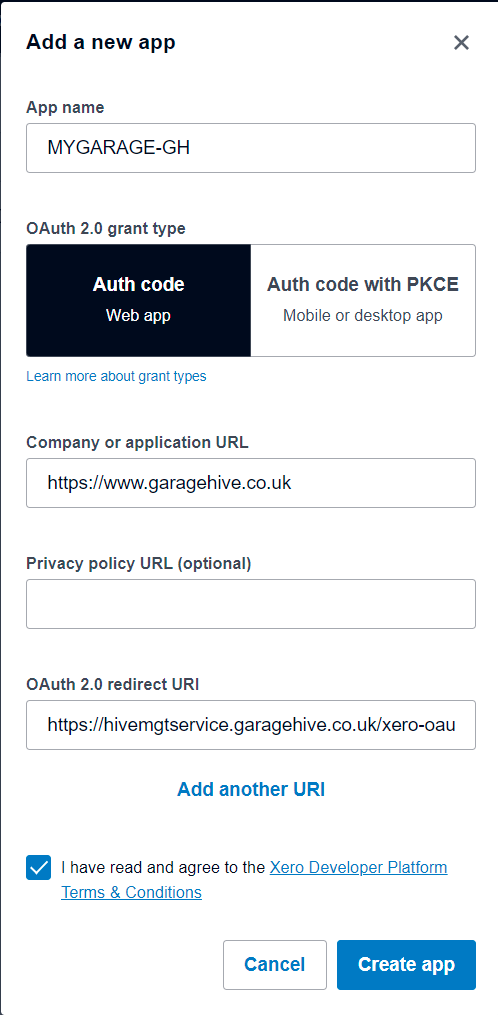 Add a new app
App name
MYGARAGE-GH
OAuth 2.0 grant type
Auth code
Web app
Auth code with PKCE
Mobile or desktop app
Learn more about grant types
Company or application URL
https://www.garagehive.co.uk
Privacy policy URL (optional)
OAuth 2.0 redirect URI
https://hivemgtservice.garagehive.co.uk/xero-oau
Add another URI
I have read and agree to the Xero Developer Platform
Terms & Conditions
Cancel
Create app